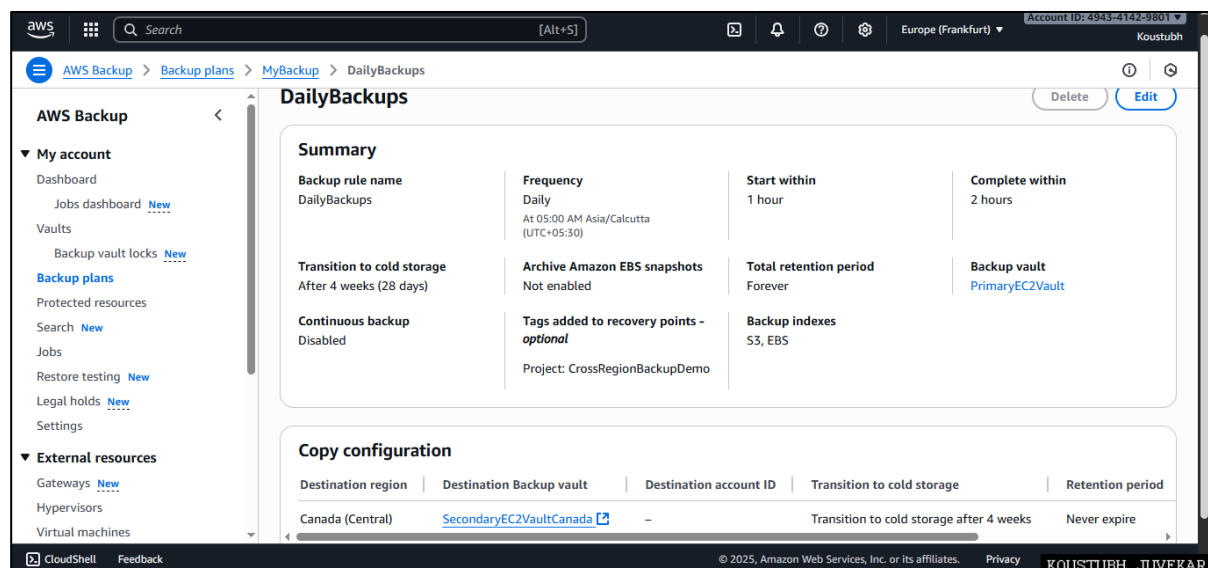 aws
Search [Alt+S]
Europe (Frankfurt) ▼
Account ID: 4943-4142-9801 ▼
Koustubh
AWS Backup > Backup plans > MyBackup > DailyBackups
AWS Backup
▼ My account
Dashboard
Jobs dashboard New
Vaults
Backup vault locks New
Backup plans
Protected resources
Search New
Jobs
Restore testing New
Legal holds New
Settings
▼ External resources
Gateways New
Hypervisors
Virtual machines
DailyBackups
Delete Edit
Summary
Backup rule name
DailyBackups
Frequency
Daily
At 05:00 AM Asia/Calcutta
(UTC+05:30)
Start within
1 hour
Complete within
2 hours
Transition to cold storage
After 4 weeks (28 days)
Archive Amazon EBS snapshots
Not enabled
Total retention period
Forever
Backup vault
PrimaryEC2Vault
Continuous backup
Disabled
Tags added to recovery points -
optional
Project: CrossRegionBackupDemo
Backup indexes
S3, EBS
Copy configuration
Destination region Destination Backup vault Destination account ID Transition to cold storage Retention period
Canada (Central) SecondaryEC2VaultCanada – Transition to cold storage after 4 weeks Never expire
CloudShell Feedback © 2025, Amazon Web Services, Inc. or its affiliates. Privacy
KOUSTUBH JUVEKAR